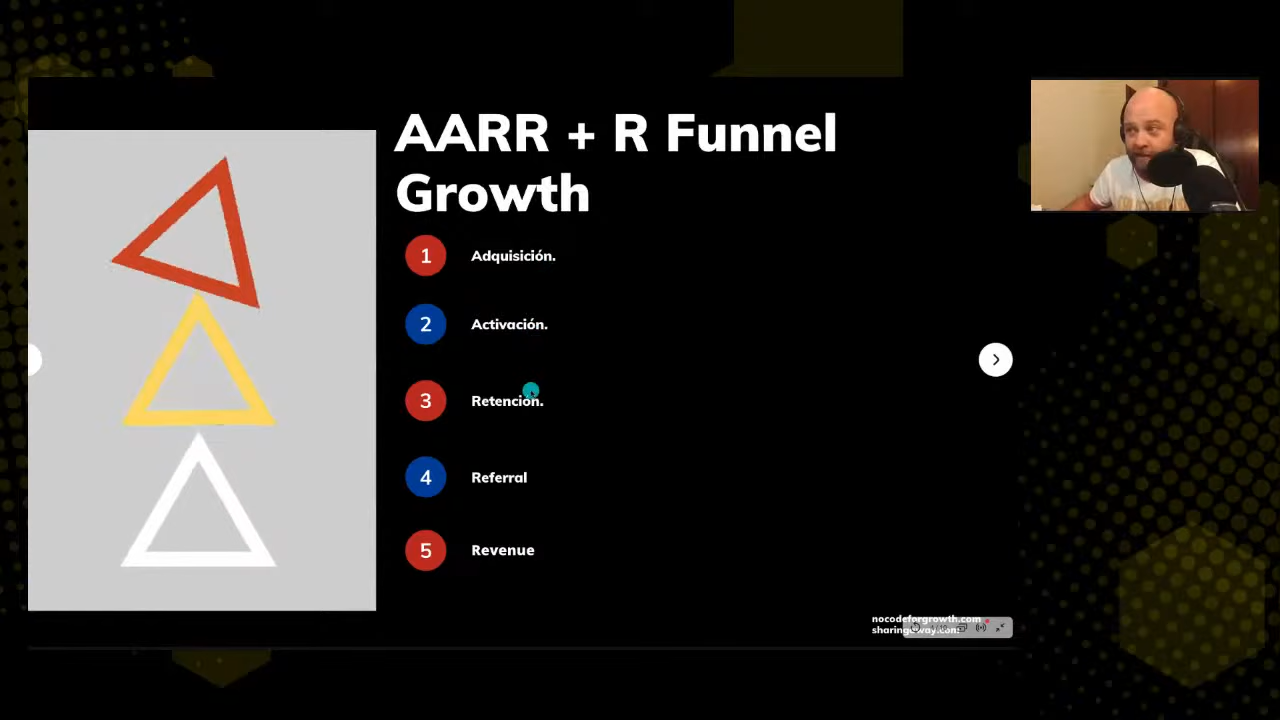 AARR + R Funnel
Growth
1 Adquisición.
2 Activación.
3 Retención.
4 Referral
5 Revenue
nocodeforgrowth.com